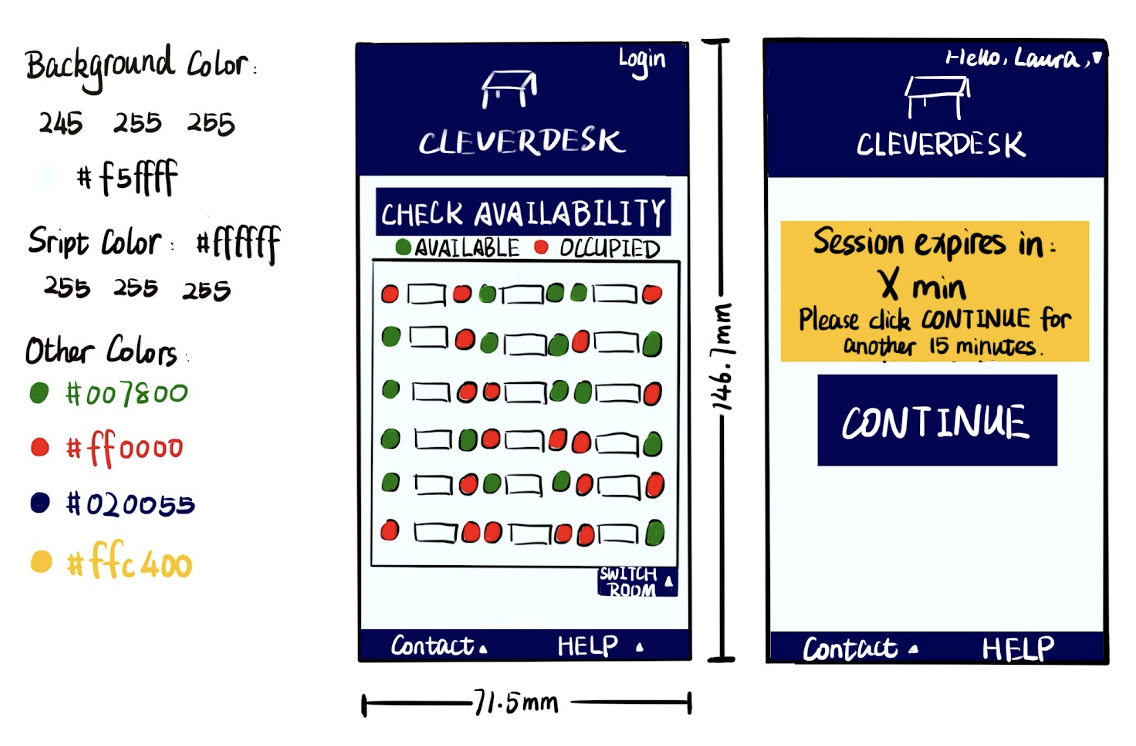 Background Color:
245 255 255
#f5ffff
Sript Color: #ffffff
255 255 255
Other Colors:
#007800
#ff0000
#020055
#ffc400
Login
CLEVERDESK
CHECK AVAILABILITY
AVAILABLE OCCUPIED
SWITCH
ROOM
Contact HELP
71.5mm
146.7mm
Hello, Laura,
CLEVERDESK
Session expires in:
X min
Please click CONTINUE for
another 15 minutes.
CONTINUE
Contact HELP